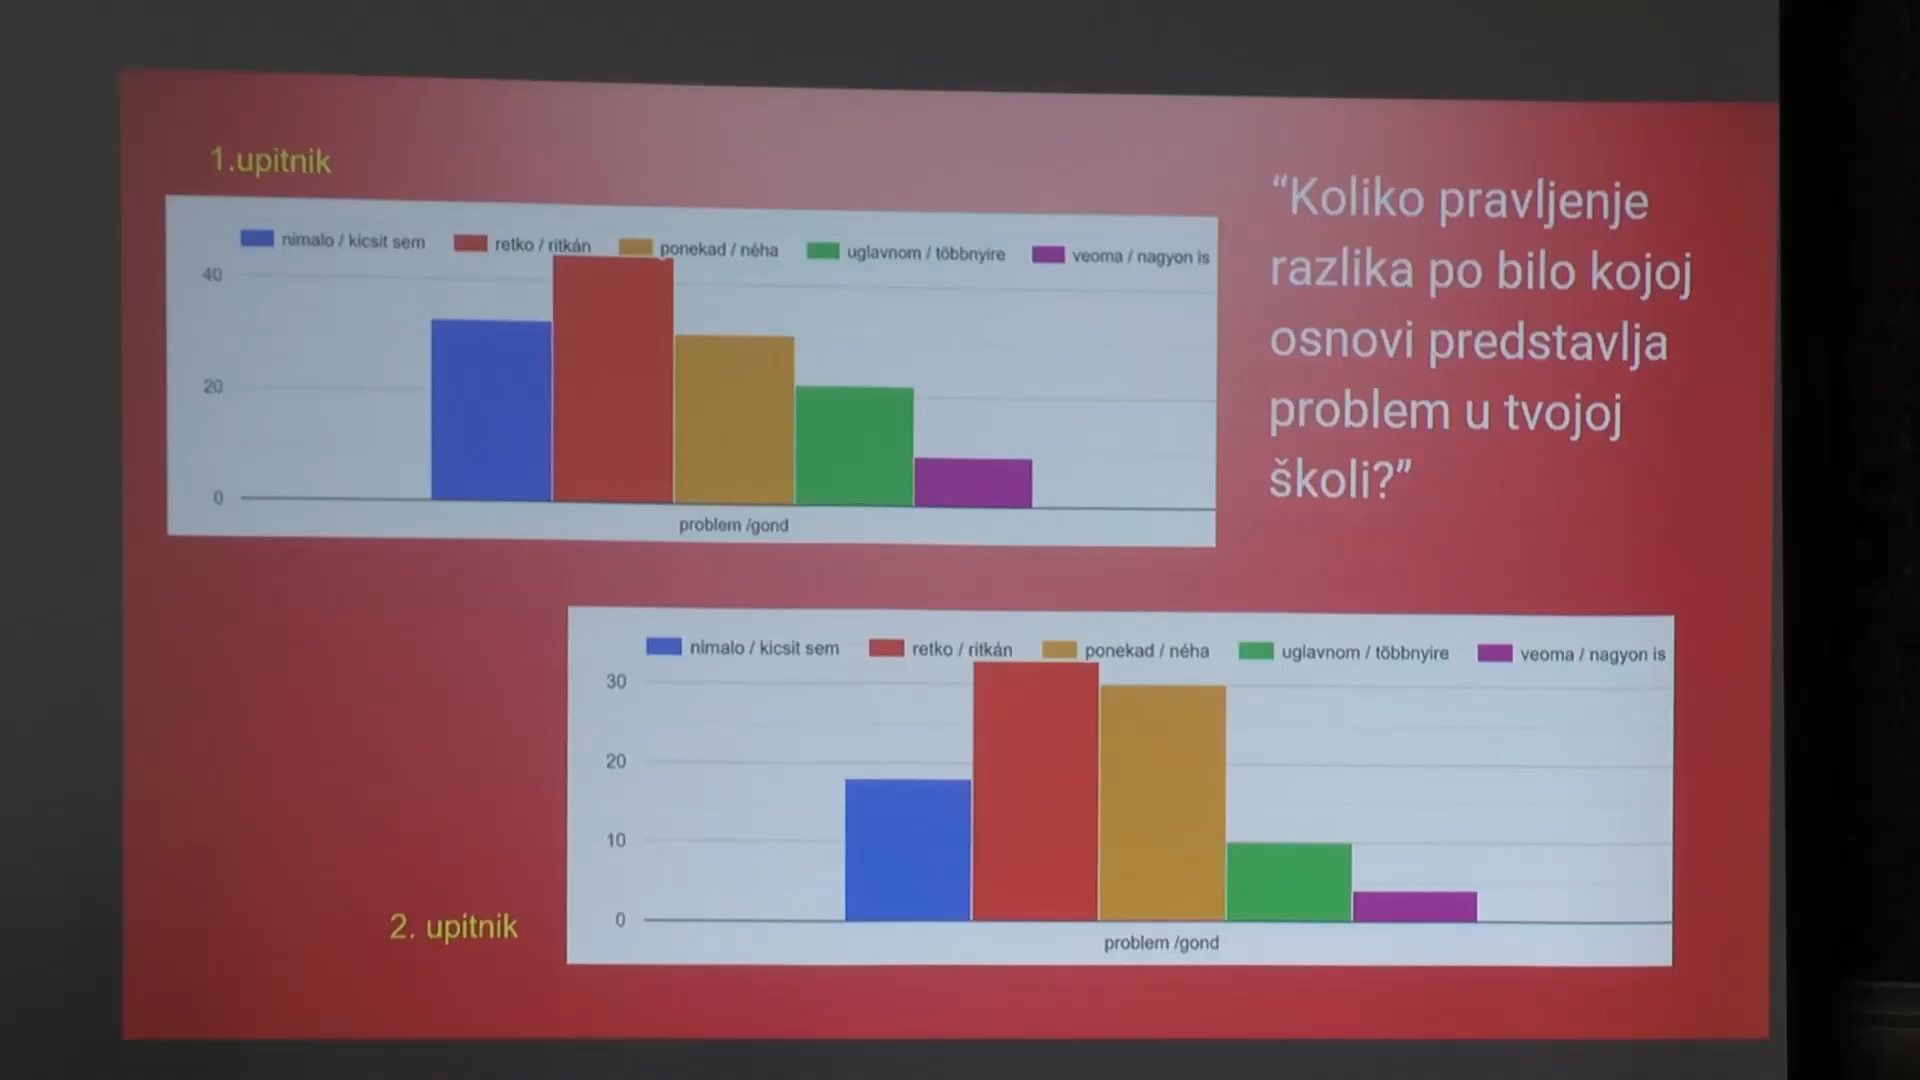 1.upitnik
nimalo / kicsit sem retko / ritkán ponekad / néha uglavnom / többnyire veoma / nagyon is
40
20
0
problem /gond
“Koliko pravljenje
razlika po bilo kojoj
osnovi predstavlja
problem u tvojoj
školi?”
nimalo / kicsit sem retko / ritkán ponekad / néha uglavnom / többnyire veoma / nagyon is
30
20
10
0
problem /gond
2. upitnik